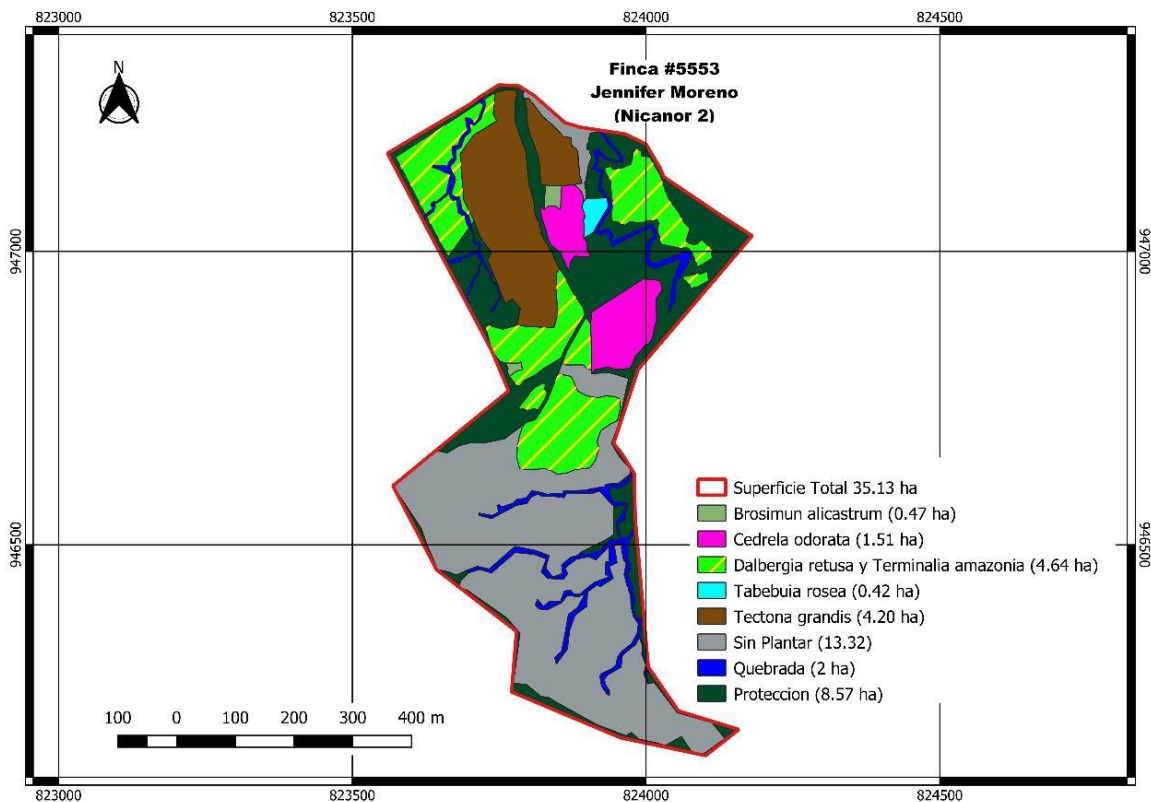 823000 823500 824000 824500
N
Finca #5553
Jennifer Moreno
(Nicanor 2)
947000 947000
946500 946500
Superficie Total 35.13 ha
Brosimun alicastrum (0.47 ha)
Cedrela odorata (1.51 ha)
Dalbergia retusa y Terminalia amazonia (4.64 ha)
Tabebuia rosea (0.42 ha)
Tectona grandis (4.20 ha)
Sin Plantar (13.32)
Quebrada (2 ha)
Proteccion (8.57 ha)
100 0 100 200 300 400 m
823000 823500 824000 824500